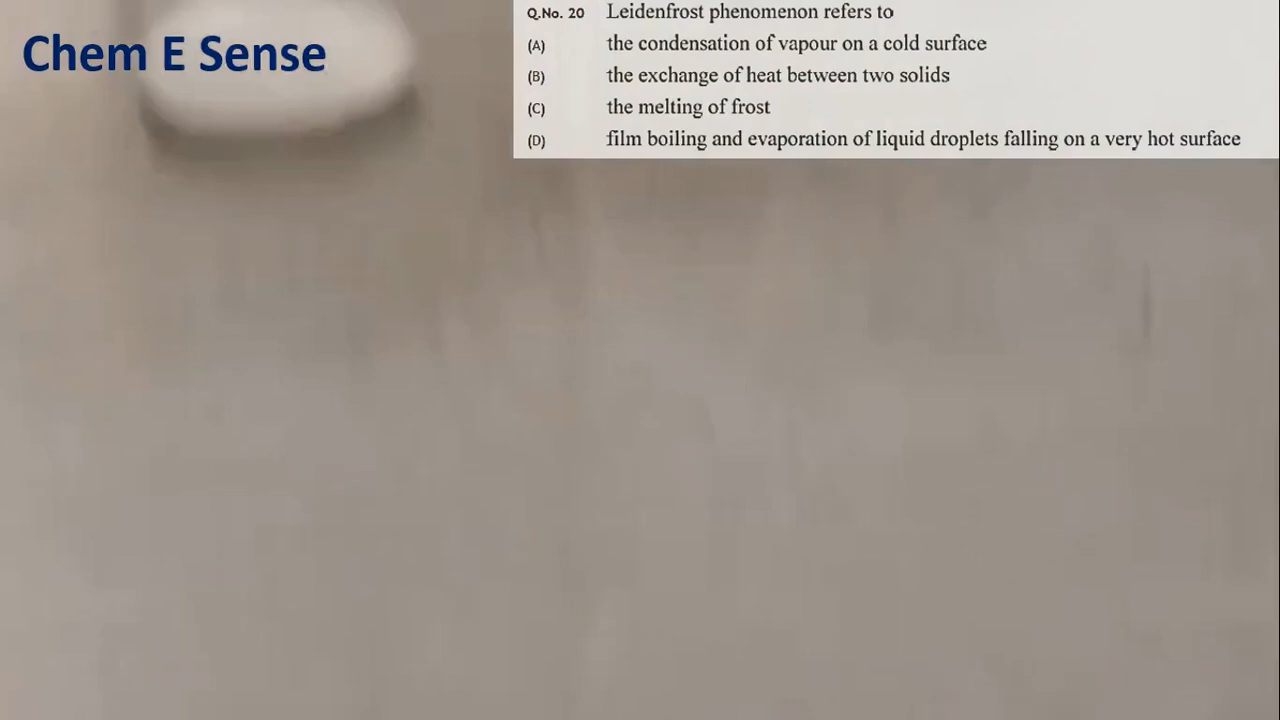 Chem E Sense
Q.No. 20 Leidenfrost phenomenon refers to
(A) the condensation of vapour on a cold surface
(B) the exchange of heat between two solids
(C) the melting of frost
(D) film boiling and evaporation of liquid droplets falling on a very hot surface